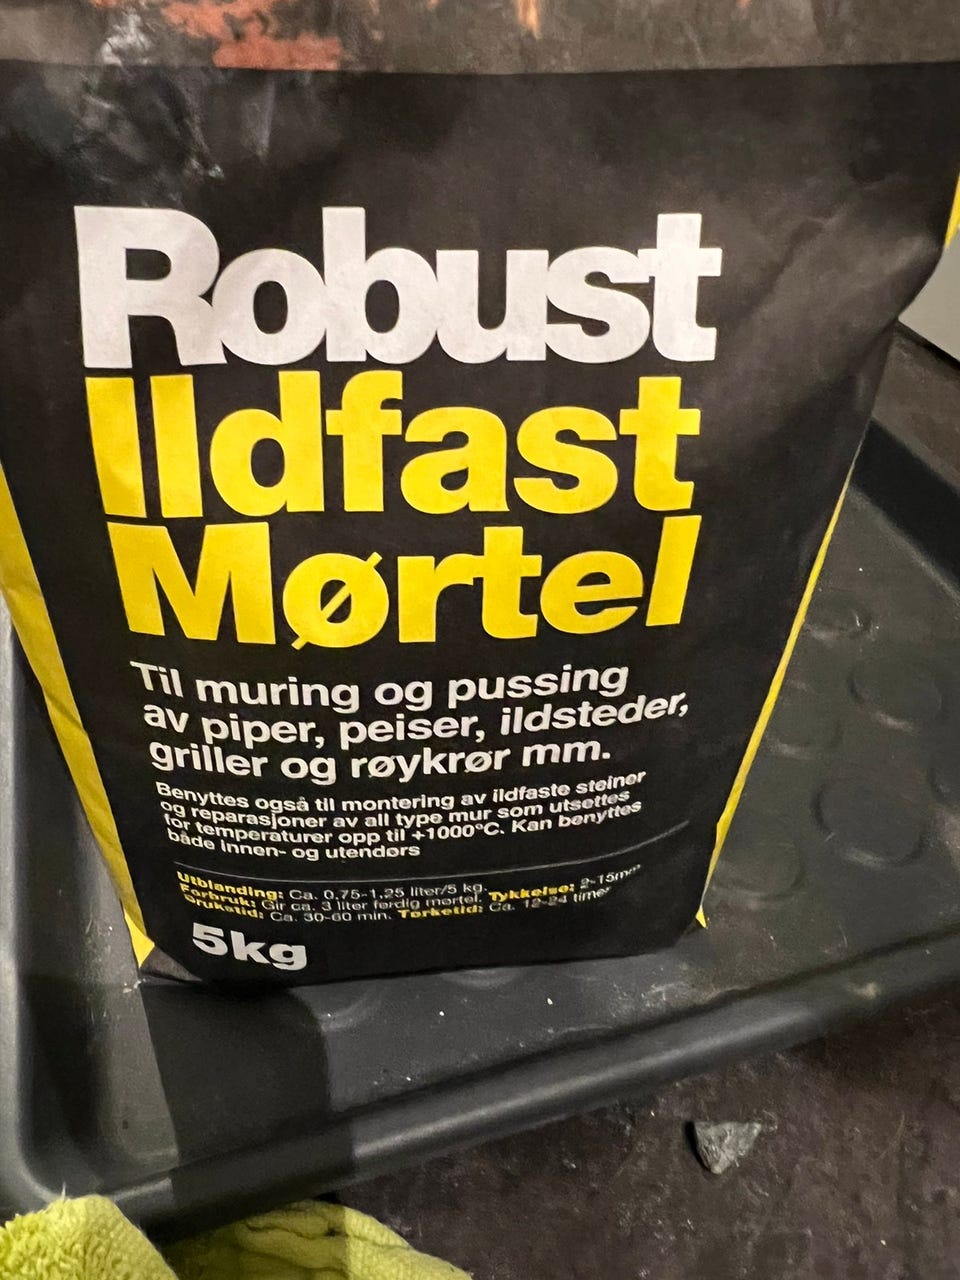 Robust
Ildfast
Mørtel
Til muring og pussing
av piper, peiser, ildsteder,
griller og røykrør mm.
Benyttes også til montering av ildfaste steiner
og reparasjoner av all type mur som utsettes
for temperaturer opp til +1000°C. Kan benyttes
både innen- og utendørs
Utblanding: Ca. 0,75-1,25 liter/5 kg. Tykkelse: 2-15mm
Forbruk: Gir ca. 3 liter ferdig mørtel.
Brukstid: Ca. 30-60 min. Tørketid: Ca. 12-24 timer
5kg